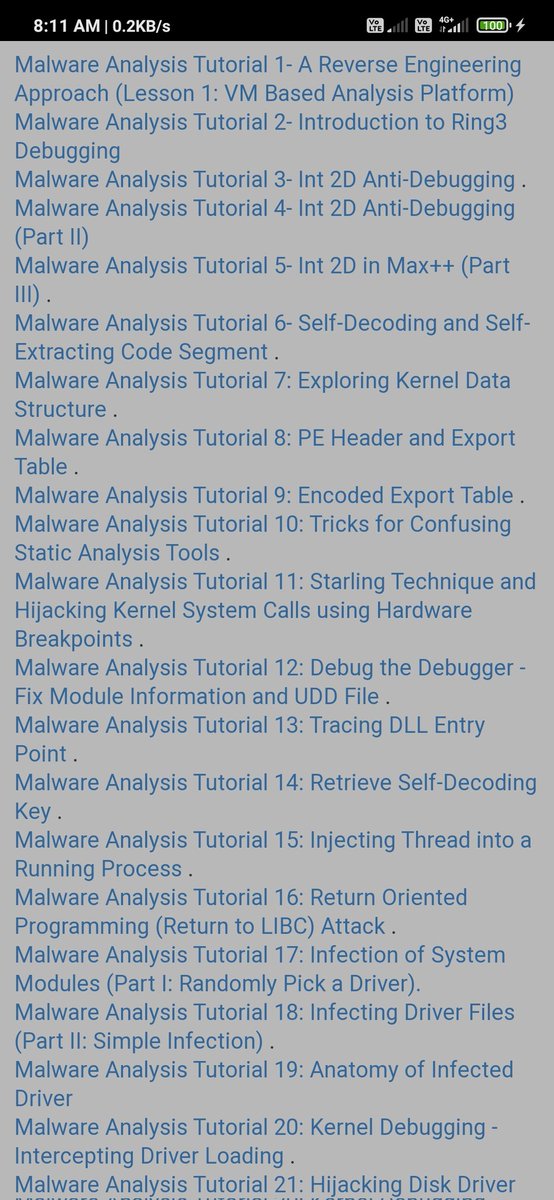 8:11 AM | 0.2KB/s
Vo LTE
Vo LTE
4G+
100
Malware Analysis Tutorial 1- A Reverse Engineering
Approach (Lesson 1: VM Based Analysis Platform)
Malware Analysis Tutorial 2- Introduction to Ring3
Debugging
Malware Analysis Tutorial 3- Int 2D Anti-Debugging .
Malware Analysis Tutorial 4- Int 2D Anti-Debugging
(Part II)
Malware Analysis Tutorial 5- Int 2D in Max++ (Part
III) .
Malware Analysis Tutorial 6- Self-Decoding and Self-
Extracting Code Segment .
Malware Analysis Tutorial 7: Exploring Kernel Data
Structure .
Malware Analysis Tutorial 8: PE Header and Export
Table .
Malware Analysis Tutorial 9: Encoded Export Table .
Malware Analysis Tutorial 10: Tricks for Confusing
Static Analysis Tools .
Malware Analysis Tutorial 11: Starling Technique and
Hijacking Kernel System Calls using Hardware
Breakpoints .
Malware Analysis Tutorial 12: Debug the Debugger -
Fix Module Information and UDD File .
Malware Analysis Tutorial 13: Tracing DLL Entry
Point .
Malware Analysis Tutorial 14: Retrieve Self-Decoding
Key .
Malware Analysis Tutorial 15: Injecting Thread into a
Running Process .
Malware Analysis Tutorial 16: Return Oriented
Programming (Return to LIBC) Attack .
Malware Analysis Tutorial 17: Infection of System
Modules (Part I: Randomly Pick a Driver).
Malware Analysis Tutorial 18: Infecting Driver Files
(Part II: Simple Infection) .
Malware Analysis Tutorial 19: Anatomy of Infected
Driver
Malware Analysis Tutorial 20: Kernel Debugging -
Intercepting Driver Loading .
Malware Analysis Tutorial 21: Hijacking Disk Driver